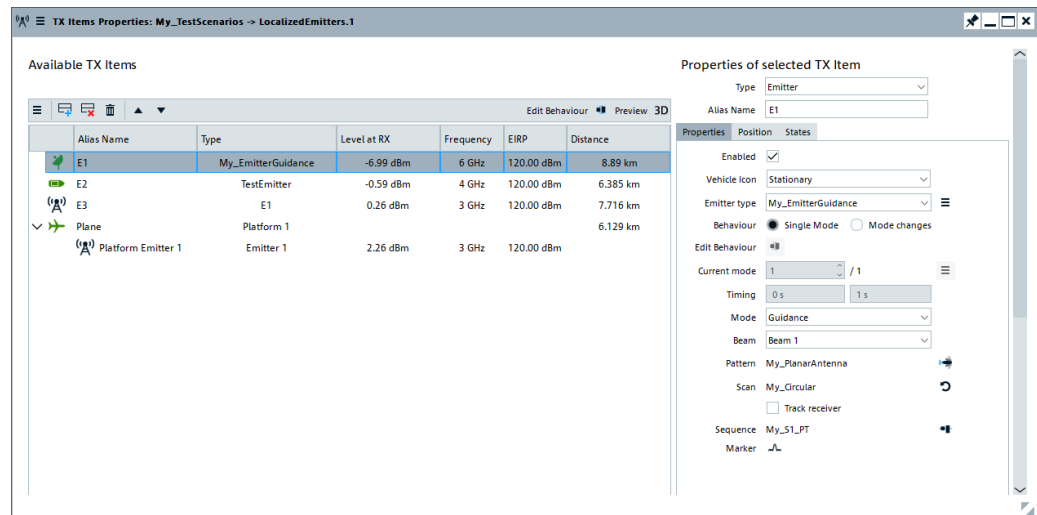 TX Items Properties: My_TestScenarios -> LocalizedEmitters.1
Available TX Items
Edit Behaviour Preview 3D
Alias Name Type Level at RX Frequency EIRP Distance
E1 My_EmitterGuidance -6.99 dBm 6 GHz 120.00 dBm 8.89 km
E2 TestEmitter -0.59 dBm 4 GHz 120.00 dBm 6.385 km
E3 E1 0.26 dBm 3 GHz 120.00 dBm 7.716 km
Plane Platform 1 6.129 km
Platform Emitter 1 Emitter 1 2.26 dBm 3 GHz 120.00 dBm
Properties of selected TX Item
Type Emitter
Alias Name E1
Properties Position States
Enabled
Vehicle Icon Stationary
Emitter type My_EmitterGuidance
Behaviour Single Mode Mode changes
Edit Behaviour
Current mode 1 / 1
Timing 0 s 1 s
Mode Guidance
Beam Beam 1
Pattern My_PlanarAntenna
Scan My_Circular
Track receiver
Sequence My_S1_PT
Marker